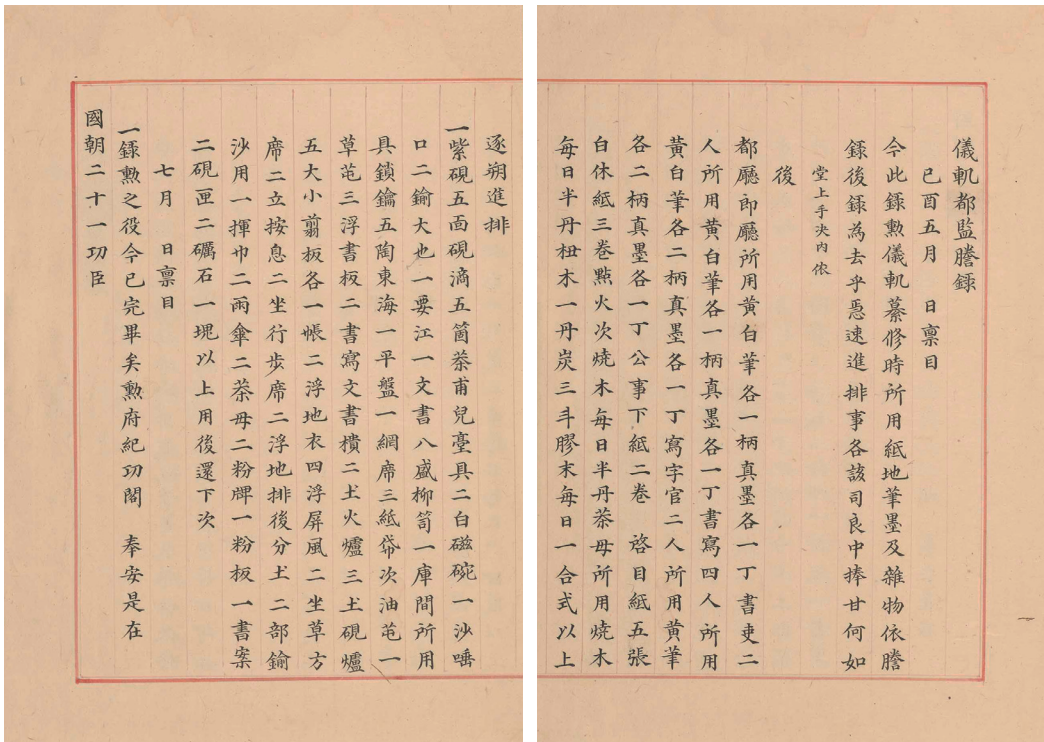 儀軌都監謄錄
己酉五月 日稟目
今此錄勳儀軌纂修時所用紙地筆墨及雜物依謄
錄後錄為去乎悉速進排事各該司良中捧甘何如
堂上手決內依
後
都廳郎廳所用黃白筆各一柄真墨各一丁書吏二
人所用黃白筆各一柄真墨各一丁書寫四人所用
黃白筆各二柄真墨各一丁寫字官二人所用黃筆
各二柄真墨各一丁公事下紙二卷 啓目紙五張
白休紙三卷點火次燒木每日半丹茶母所用燒木
每日半丹杻木一丹炭三斗膠末每日一合式以上
逐朔進排
一紫硯五面硯滴五箇茶甫兒臺具二白磁碗一沙唾
口二鍮大也一要江一文書入盛柳笥一庫間所用
具鎖鑰五陶東海一平盤一網席三紙帒次油芚一
草芚三浮書板二書寫文書樻二土火爐三土硯爐
五大小剪板各一帳二浮地衣四浮屏風二坐草方
席二立按息二坐行步席二浮地排後分土二部鍮
沙用一揮巾二雨傘二茶母二粉牌一粉板一書案
二硯匣二礪石一塊以上用後還下次
七月 日稟目
一錄勳之役今已完畢矣勳府紀功閣 奉安是在
國朝二十一功臣